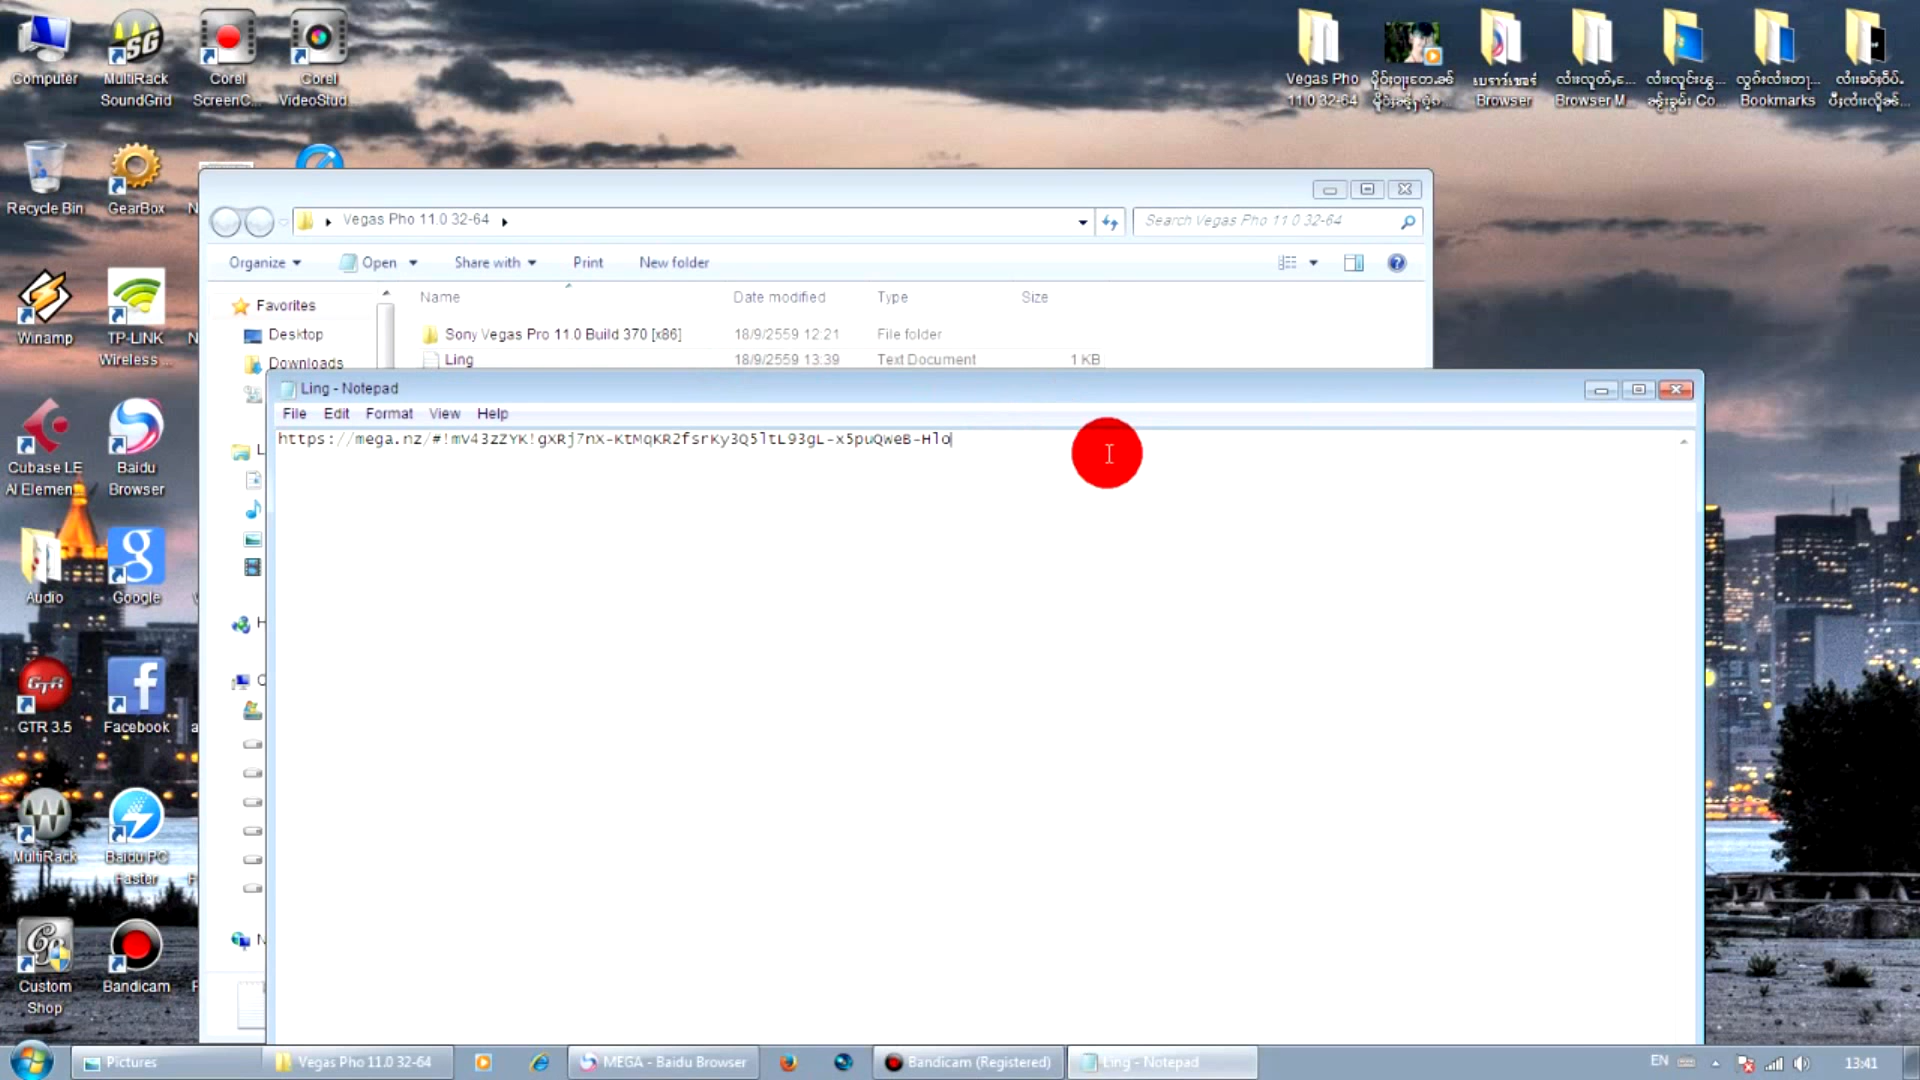 Computer
MultiRack
SoundGrid
Corel
ScreenC...
Corel
VideoStud...
Vegas Pho
11.0 32-64
Browser
Browser M...
Co...
Bookmarks
Recycle Bin
GearBox
N
Winamp
TP-LINK
Wireless ...
N
Cubase LE
AI Elemen...
Baidu
Browser
Audio
Google
GTR 3.5
Facebook
a
MultiRack
Baidu PC
Faster
F
Custom
Shop
Bandicam
F
Vegas Pho 11.0 32-64
Search Vegas Pho 11.0 32-64
Organize
Open
Share with
Print
New folder
Favorites
Desktop
Downloads
Name
Date modified
Type
Size
Sony Vegas Pro 11.0 Build 370 [x86]
18/9/2559 12:21
File folder
Ling
18/9/2559 13:39
Text Document
1 KB
Ling - Notepad
File
Edit
Format
View
Help
https://mega.nz/#!mV43zZYK!gXRj7nX-KtMqKR2fsrKy3Q5ltL93gL-x5puQweB-Hlo
Pictures
Vegas Pho 11.0 32-64
MEGA - Baidu Browser
Bandicam (Registered)
Ling - Notepad
EN
13:41